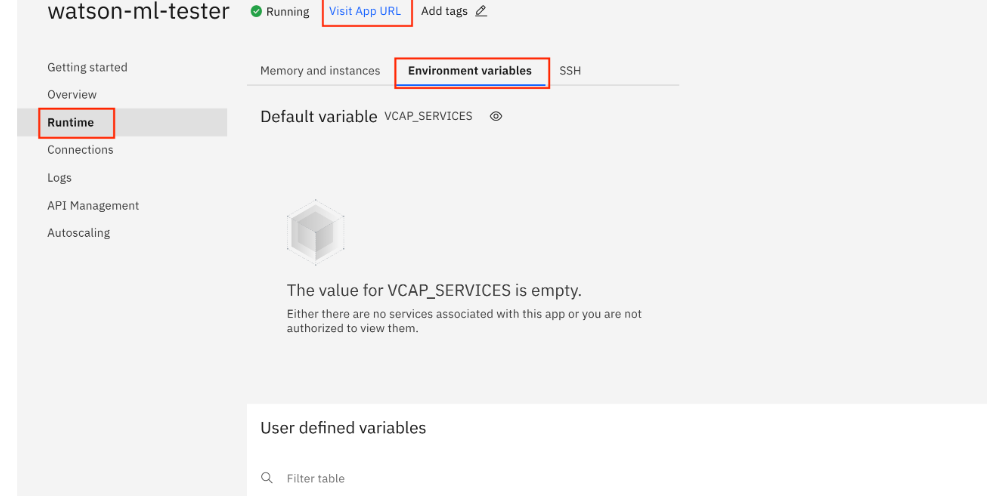 watson-ml-tester Running Visit App URL Add tags
Getting started
Overview
Runtime
Connections
Logs
API Management
Autoscaling
Memory and instances Environment variables SSH
Default variable VCAP_SERVICES
The value for VCAP_SERVICES is empty.
Either there are no services associated with this app or you are not
authorized to view them.
User defined variables
Filter table